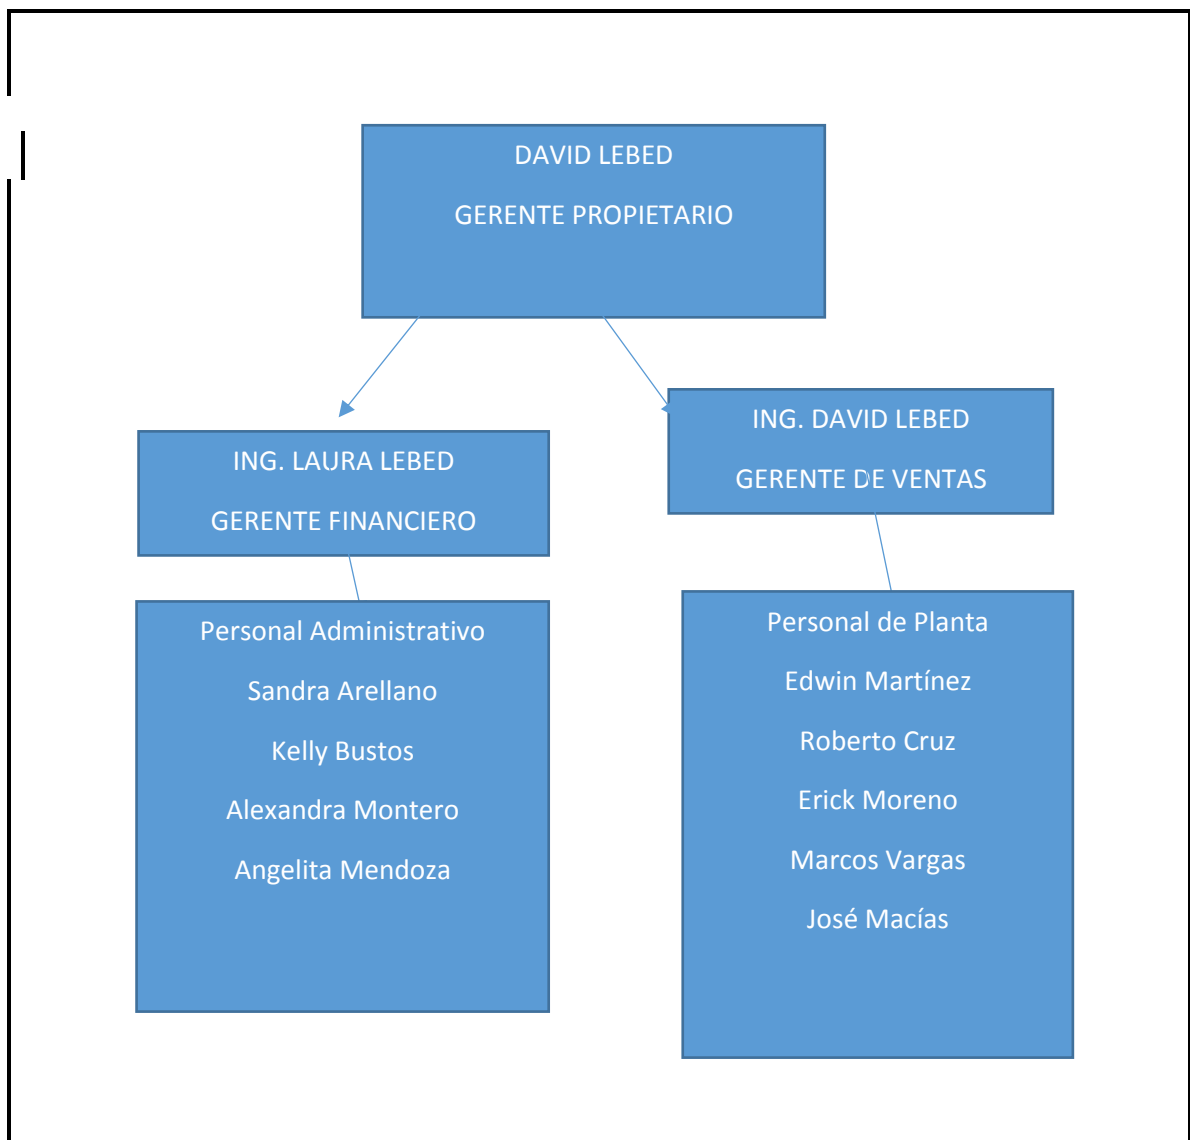 DAVID LEBED
GERENTE PROPIETARIO
ING. LAURA LEBED
GERENTE FINANCIERO
ING. DAVID LEBED
GERENTE DE VENTAS
Personal Administrativo
Sandra Arellano
Kelly Bustos
Alexandra Montero
Angelita Mendoza
Personal de Planta
Edwin Martínez
Roberto Cruz
Erick Moreno
Marcos Vargas
José Macías